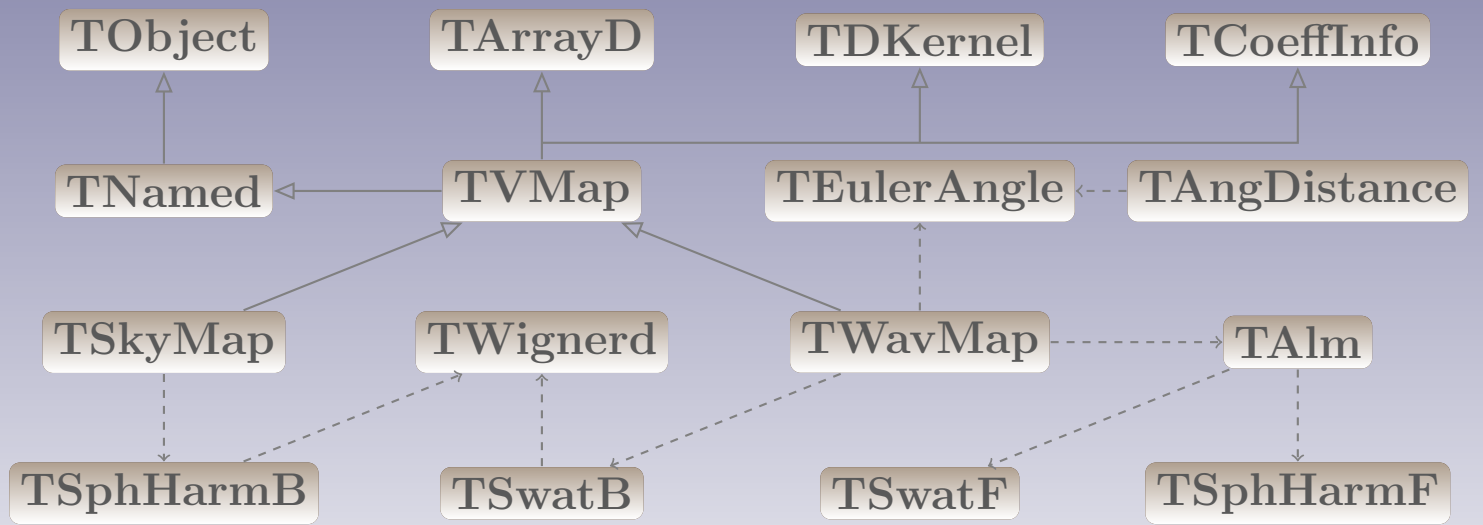 TObject TArrayD TDKernel TCoeffInfo
TNamed TVMap TEulerAngle TAngDistance
TSkyMap TWignerd TWavMap TAlm
TSphHarmB TSwatB TSwatF TSphHarmF